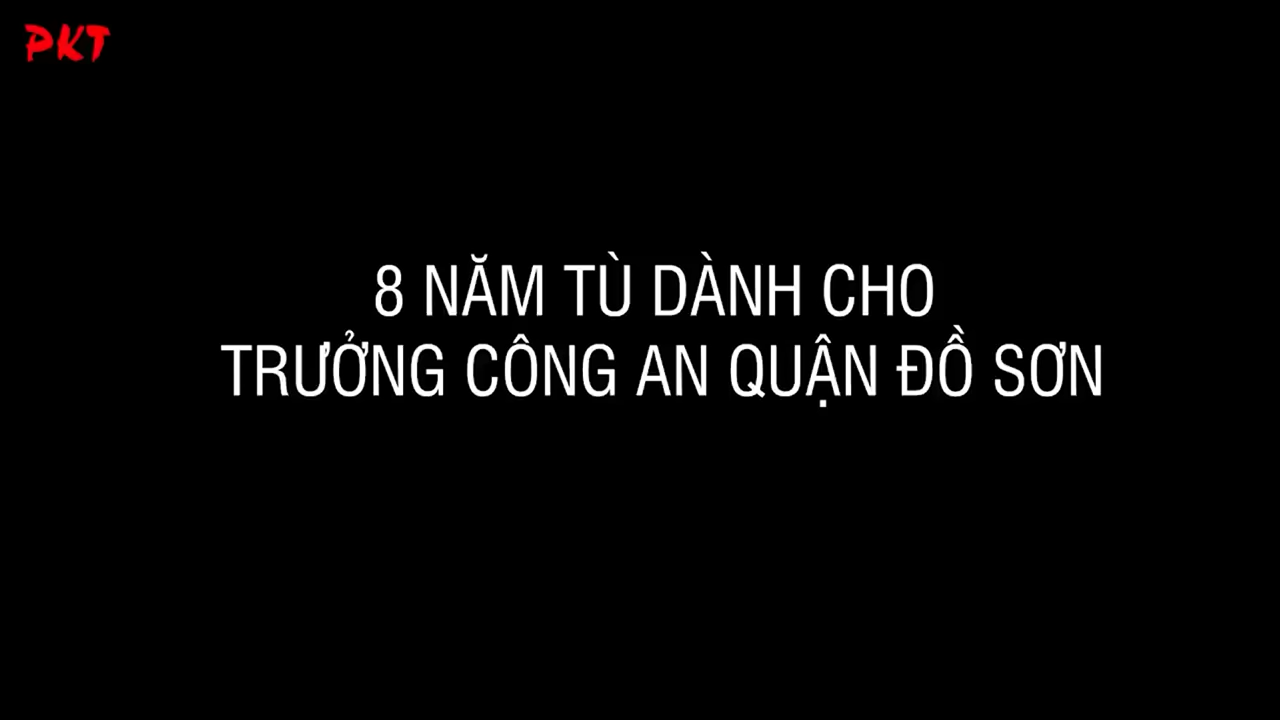 PKT
8 NĂM TÙ DÀNH CHO
TRƯỞNG CÔNG AN QUẬN ĐỒ SƠN